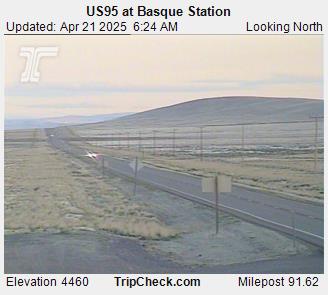 US95 at Basque Station
Updated: Apr 21 2025 6:24 AM Looking North
Elevation 4460 TripCheck.com Milepost 91.62